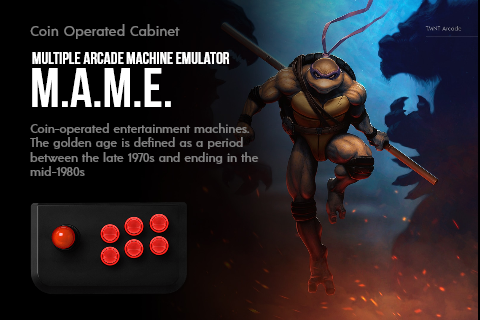 Coin Operated Cabinet
TMNT Arcade
MULTIPLE ARCADE MACHINE EMULATOR
M.A.M.E.
Coin-operated entertainment machines.
The golden age is defined as a period
between the late 1970s and ending in the
mid-1980s